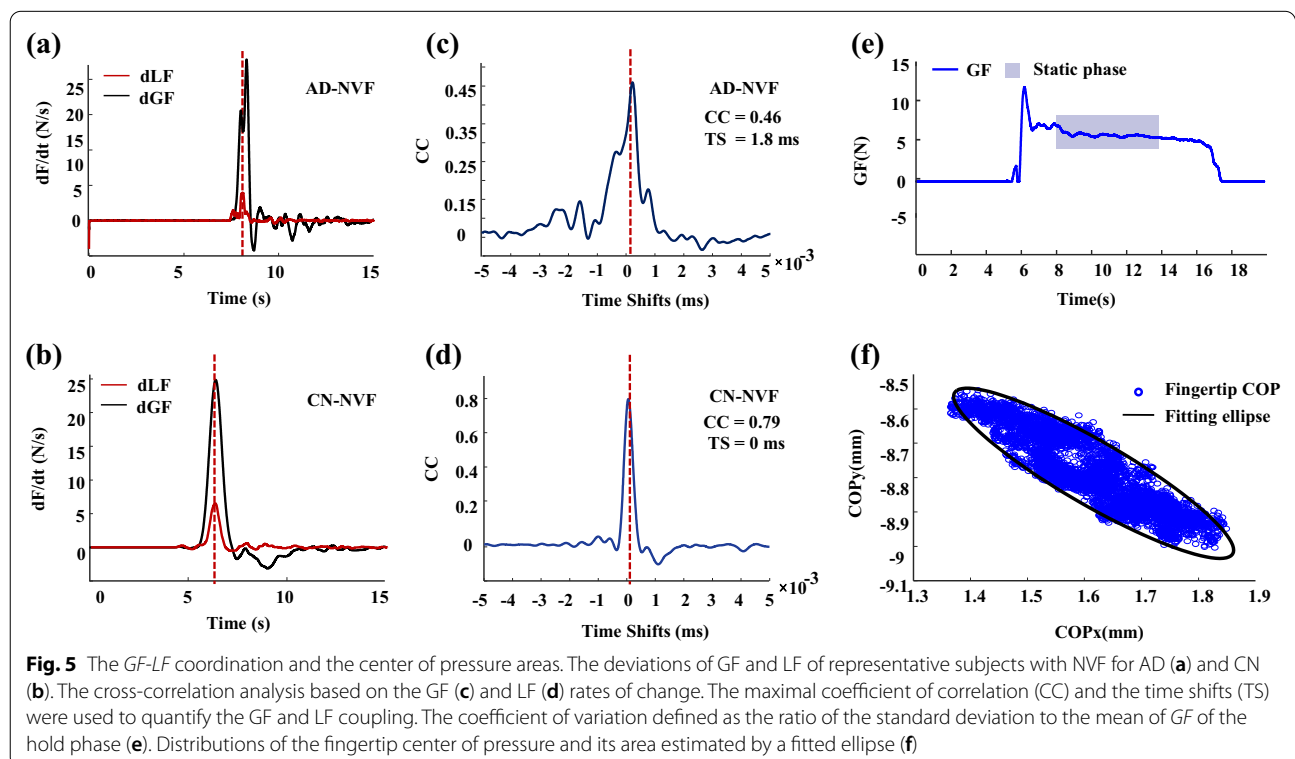 (a)
dLF
dGF
AD-NVF
dF/dt (N/s)
25
20
15
10
5
0
0 5 10 15
Time (s)
(c)
AD-NVF
CC = 0.46
TS = 1.8 ms
CC
0.45
0.35
0.25
0.15
0
-5 -4 -3 -2 -1 0 1 2 3 4 5
×10⁻³
Time Shifts (ms)
(e)
GF Static phase
GF(N)
15
10
5
0
-5
0 2 4 6 8 10 12 14 16 18
Time(s)
(b)
dLF
dGF
CN-NVF
dF/dt (N/s)
25
20
15
10
5
0
0 5 10 15
Time (s)
(d)
CN-NVF
CC = 0.79
TS = 0 ms
CC
0.8
0.6
0.4
0.2
0
-5 -4 -3 -2 -1 0 1 2 3 4 5
×10⁻³
Time Shifts (ms)
(f)
Fingertip COP
Fitting ellipse
COPy(mm)
-8.5
-8.6
-8.7
-8.8
-8.9
-9
-9.1
1.3 1.4 1.5 1.6 1.7 1.8 1.9
COPx(mm)
Fig. 5 The GF-LF coordination and the center of pressure areas. The deviations of GF and LF of representative subjects with NVF for AD (a) and CN
(b). The cross-correlation analysis based on the GF (c) and LF (d) rates of change. The maximal coefficient of correlation (CC) and the time shifts (TS)
were used to quantify the GF and LF coupling. The coefficient of variation defined as the ratio of the standard deviation to the mean of GF of the
hold phase (e). Distributions of the fingertip center of pressure and its area estimated by a fitted ellipse (f)